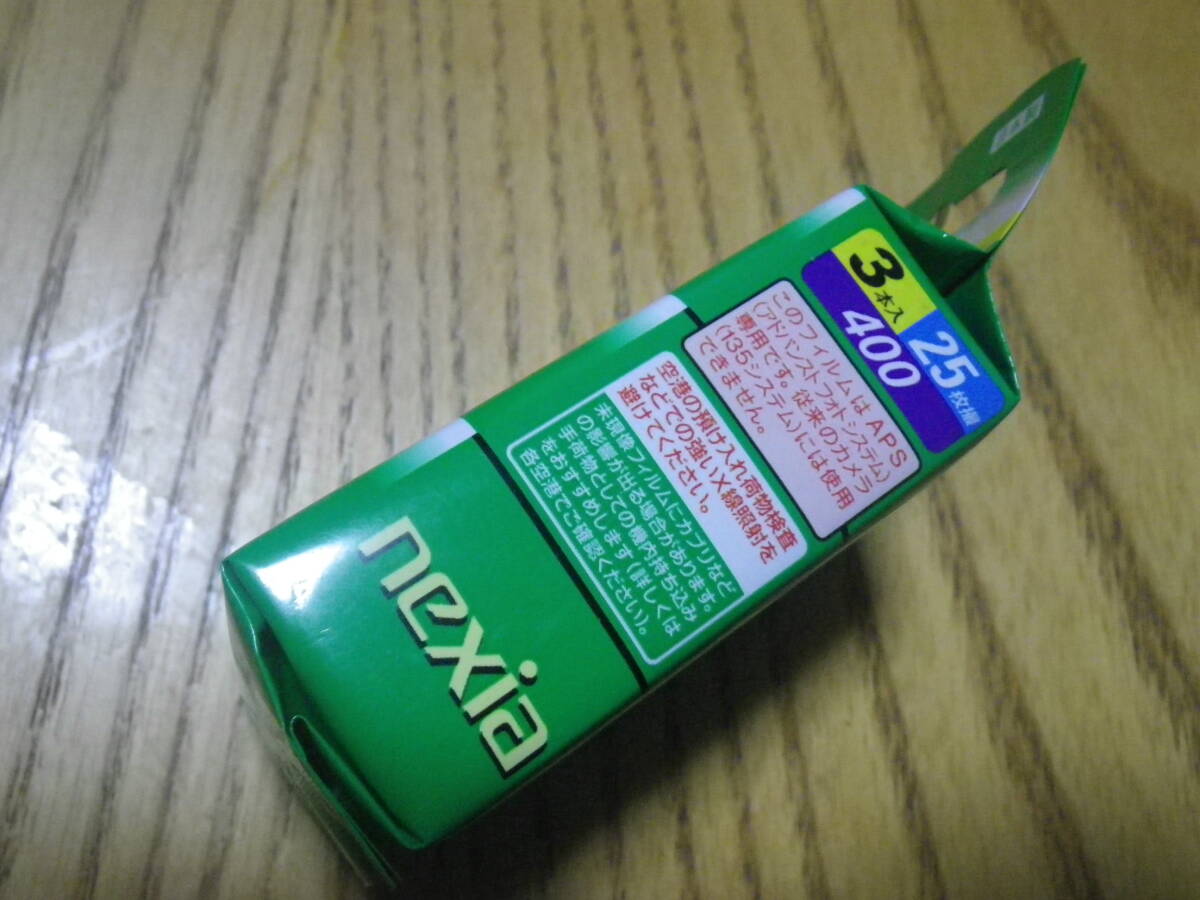 3本入
25枚撮
400
このフィルムはAPS
(アドバンストフォトシステム)
専用です。従来のカメラ
(135システム)には使用
できません。
空港の預け入れ荷物検査
などでの強いX線照射を
避けてください。
未現像フィルムにカブリなど
の影響が出る場合があります。
手荷物としての機内持ち込み
をおすすめします(詳しくは
各空港でご確認ください)。
nexia